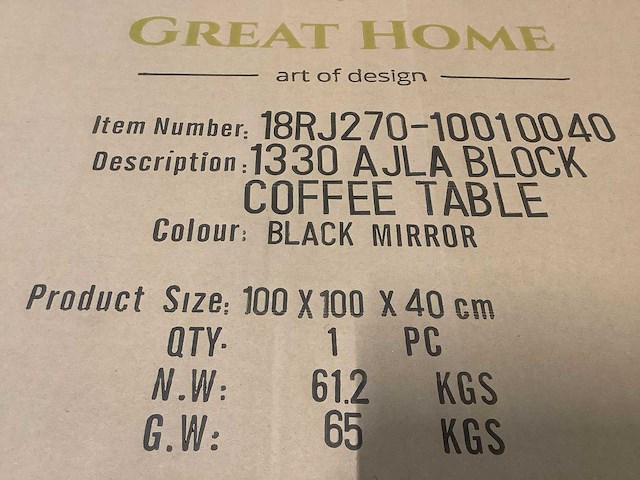 GREAT HOME
art of design
Item Number: 18RJ270-10010040
Description: 1330 AJLA BLOCK
COFFEE TABLE
Colour: BLACK MIRROR
Product Size: 100 X 100 X 40 cm
QTY: 1 PC
N.W: 61.2 KGS
G.W: 65 KGS